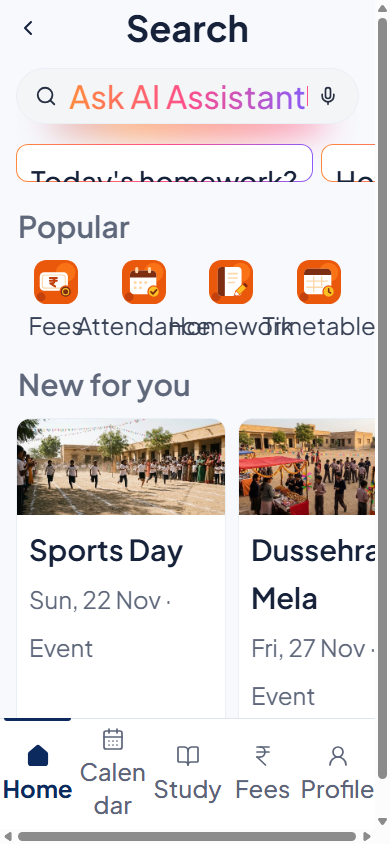 Search
Ask AI Assistant
Today's homework?
Ho
Popular
Fees
Attendance
Homework
Timetable
New for you
Sports Day
Sun, 22 Nov ·
Event
Dussehra
Mela
Fri, 27 Nov ·
Event
Home
Calen
dar
Study
Fees
Profile